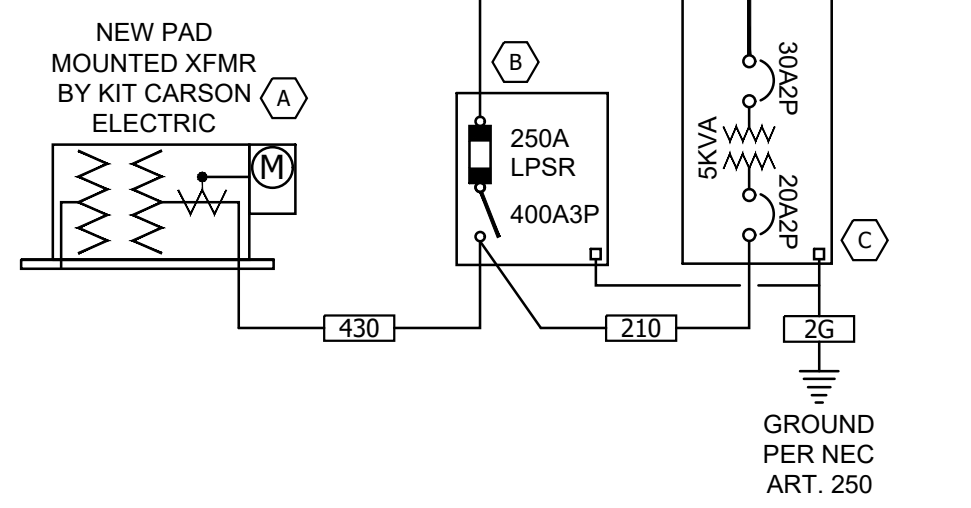 NEW PAD
MOUNTED XFMR
BY KIT CARSON
ELECTRIC
A
M
B
250A
LPSR
400A3P
30A2P
5KVA
20A2P
C
430
210
2G
GROUND
PER NEC
ART. 250